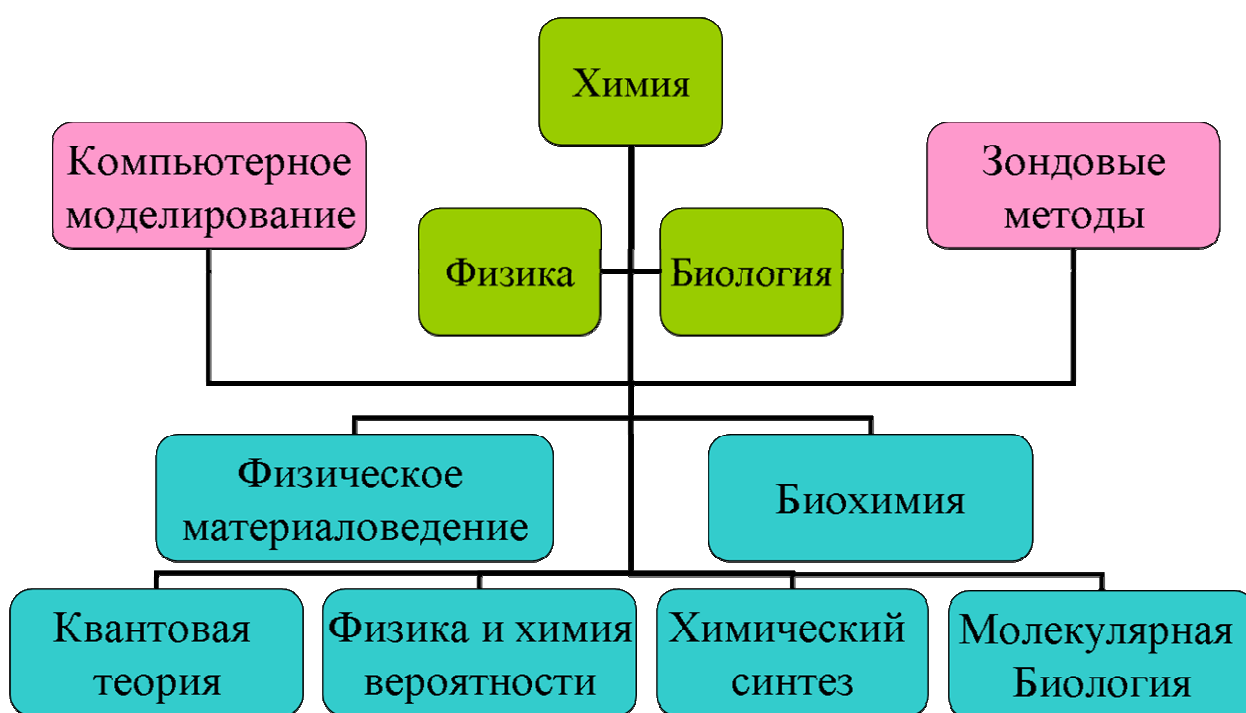 Химия
Компьютерное
моделирование
Зондовые
методы
Физика
Биология
Физическое
материаловедение
Биохимия
Квантовая
теория
Физика и химия
вероятности
Химический
синтез
Молекулярная
Биология